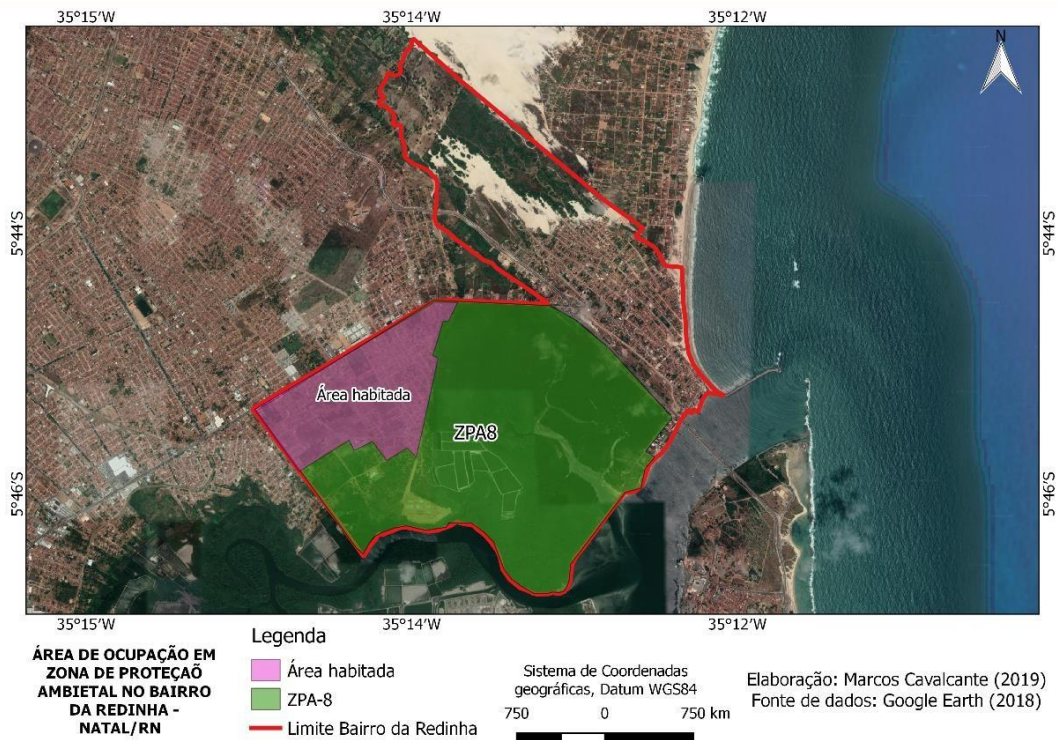 35°15'W 35°14'W 35°12'W
N
5°44'S 5°44'S
Área habitada
ZPA8
5°46'S 5°46'S
35°15'W 35°14'W 35°12'W
ÁREA DE OCUPAÇÃO EM
ZONA DE PROTEÇAÕ
AMBIETAL NO BAIRRO
DA REDINHA -
NATAL/RN
Legenda
Área habitada
ZPA-8
Limite Bairro da Redinha
Sistema de Coordenadas
geográficas, Datum WGS84
750 0 750 km
Elaboração: Marcos Cavalcante (2019)
Fonte de dados: Google Earth (2018)